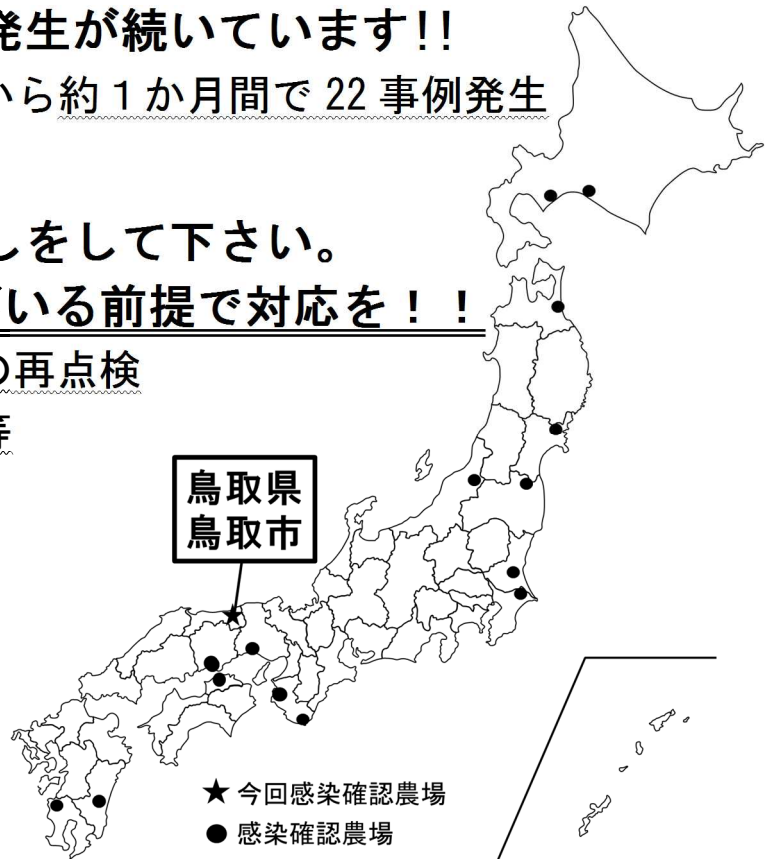 発生が続いています!!
ら約１か月間で 22 事例発生
しをして下さい。
いる前提で対応を！！
の再点検
等
鳥取県
鳥取市
★ 今回感染確認農場
● 感染確認農場